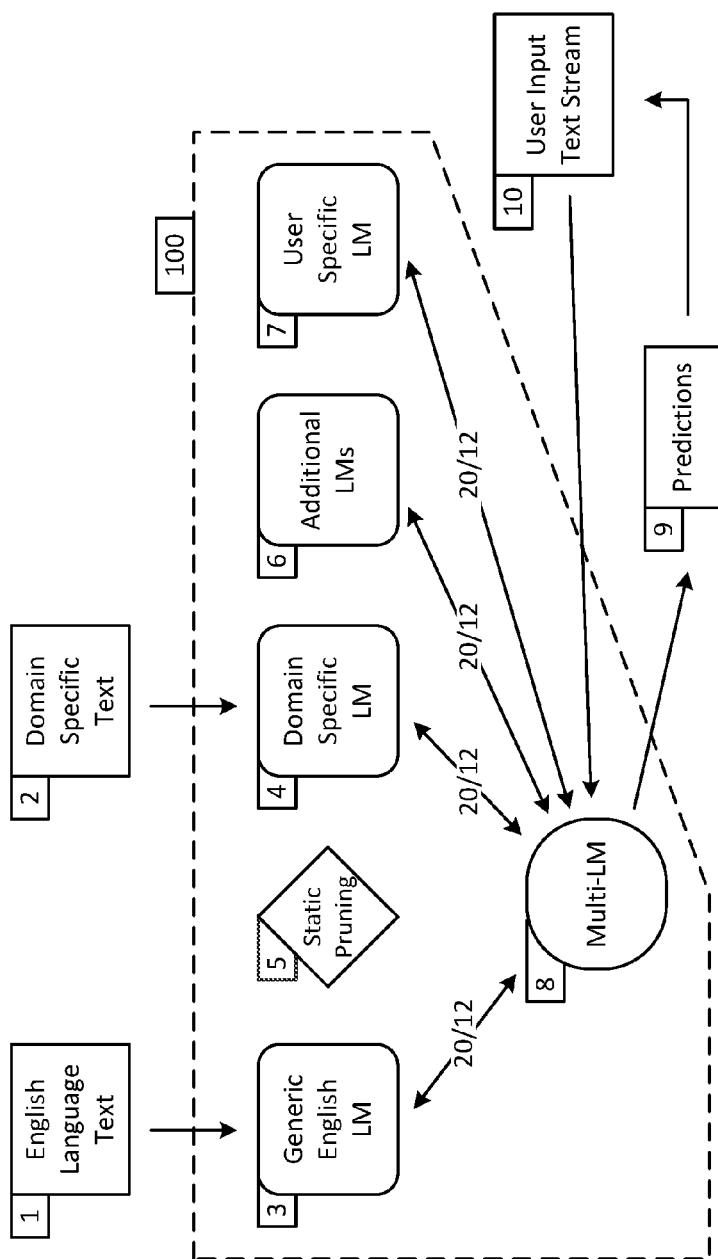 1
English
Language
Text
2
Domain
Specific
Text
100
3
Generic
English
LM
5
Static
Pruning
4
Domain
Specific
LM
6
Additional
LMs
7
User
Specific
LM
20/12
20/12
20/12
20/12
8
Multi-LM
10
User Input
Text Stream
9
Predictions